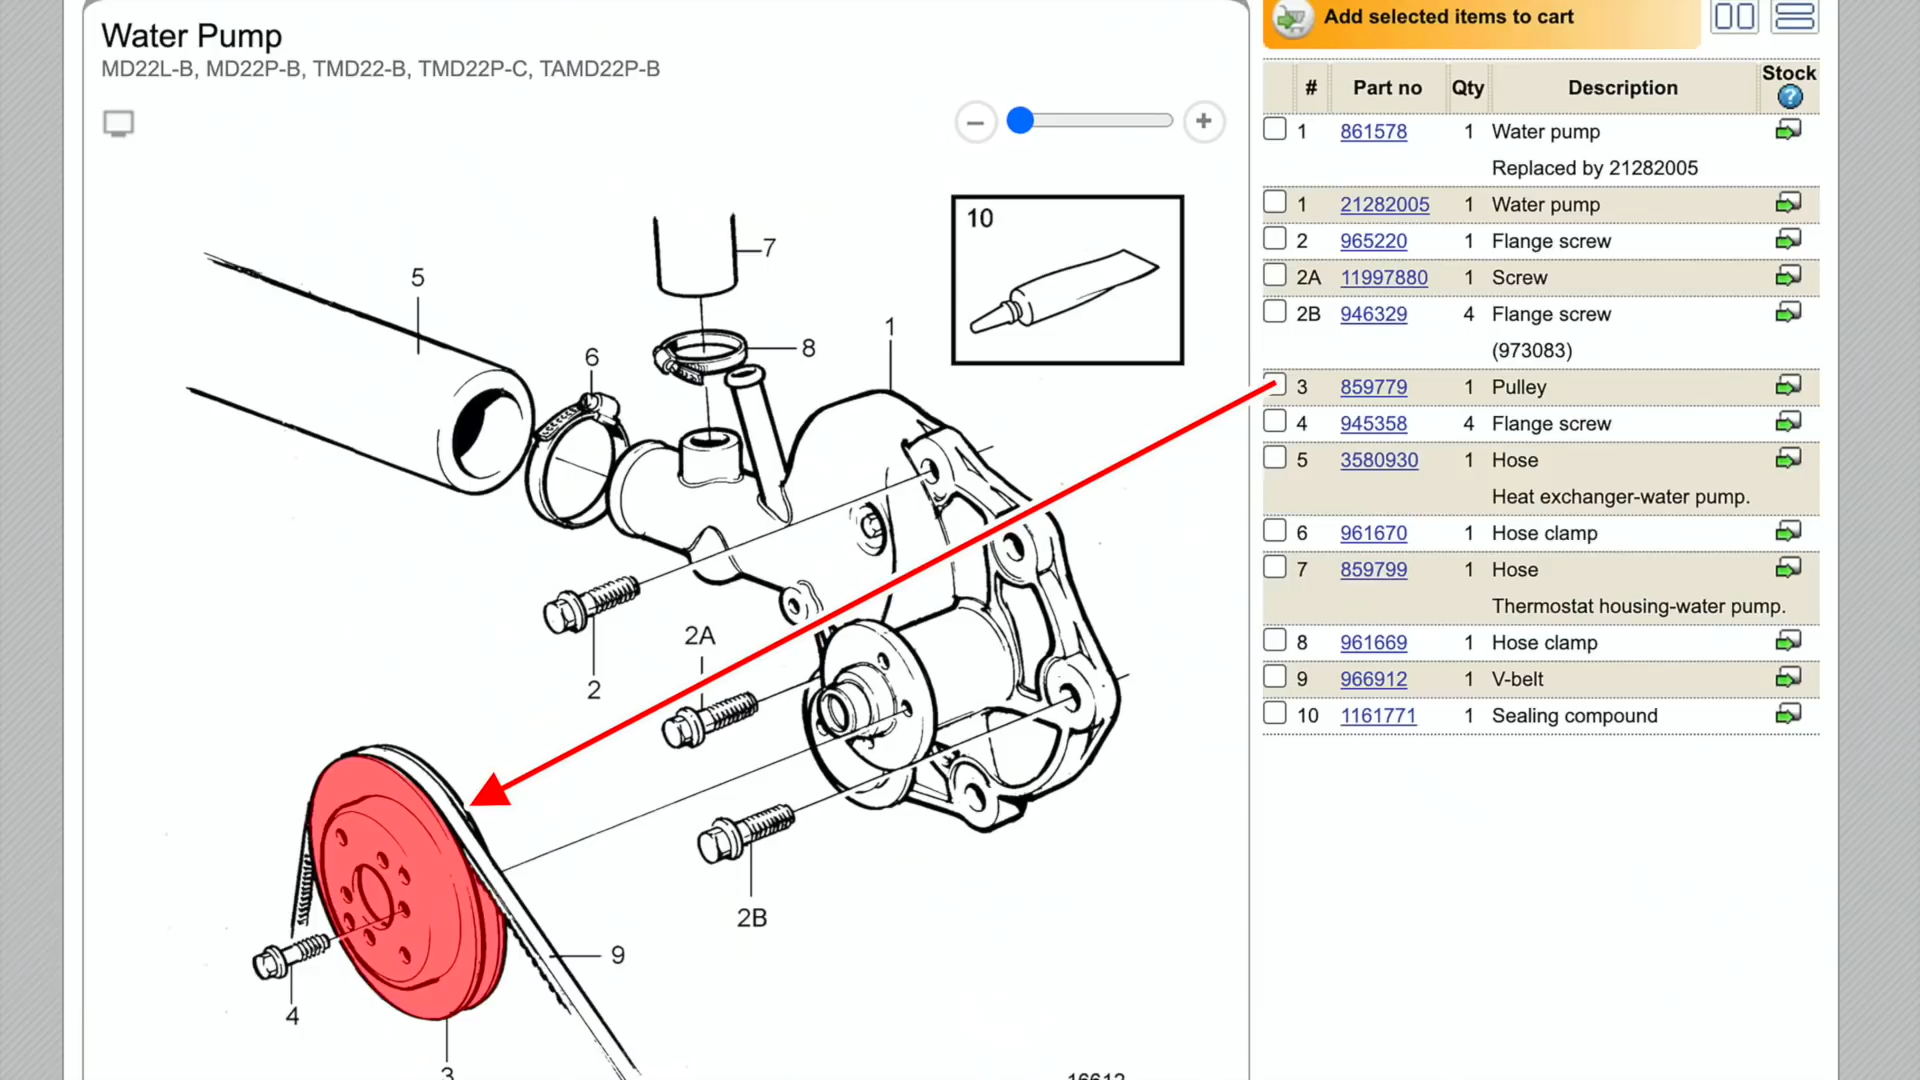 Water Pump
MD22L-B, MD22P-B, TMD22-B, TMD22P-C, TAMD22P-B
10
7
5
8
1
6
2A
2
2B
9
4
3
16612
Add selected items to cart
# Part no Qty Description Stock
?
1 861578 1 Water pump
Replaced by 21282005
1 21282005 1 Water pump
2 965220 1 Flange screw
2A 11997880 1 Screw
2B 946329 4 Flange screw
(973083)
3 859779 1 Pulley
4 945358 4 Flange screw
5 3580930 1 Hose
Heat exchanger-water pump.
6 961670 1 Hose clamp
7 859799 1 Hose
Thermostat housing-water pump.
8 961669 1 Hose clamp
9 966912 1 V-belt
10 1161771 1 Sealing compound